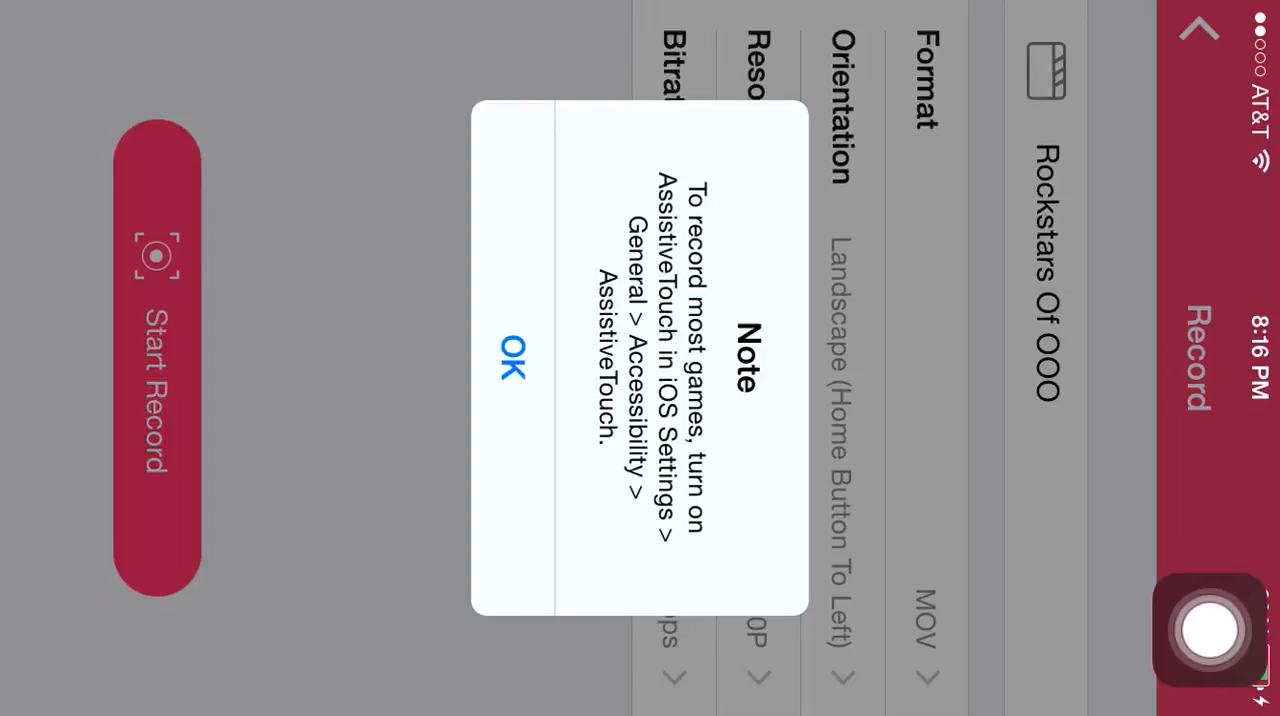 AT&T
8:16 PM
Record
Rockstars Of OOO
Format
MOV
Orientation
Landscape (Home Button To Left)
Note
To record most games, turn on
AssistiveTouch in iOS Settings >
General > Accessibility >
AssistiveTouch.
OK
Start Record